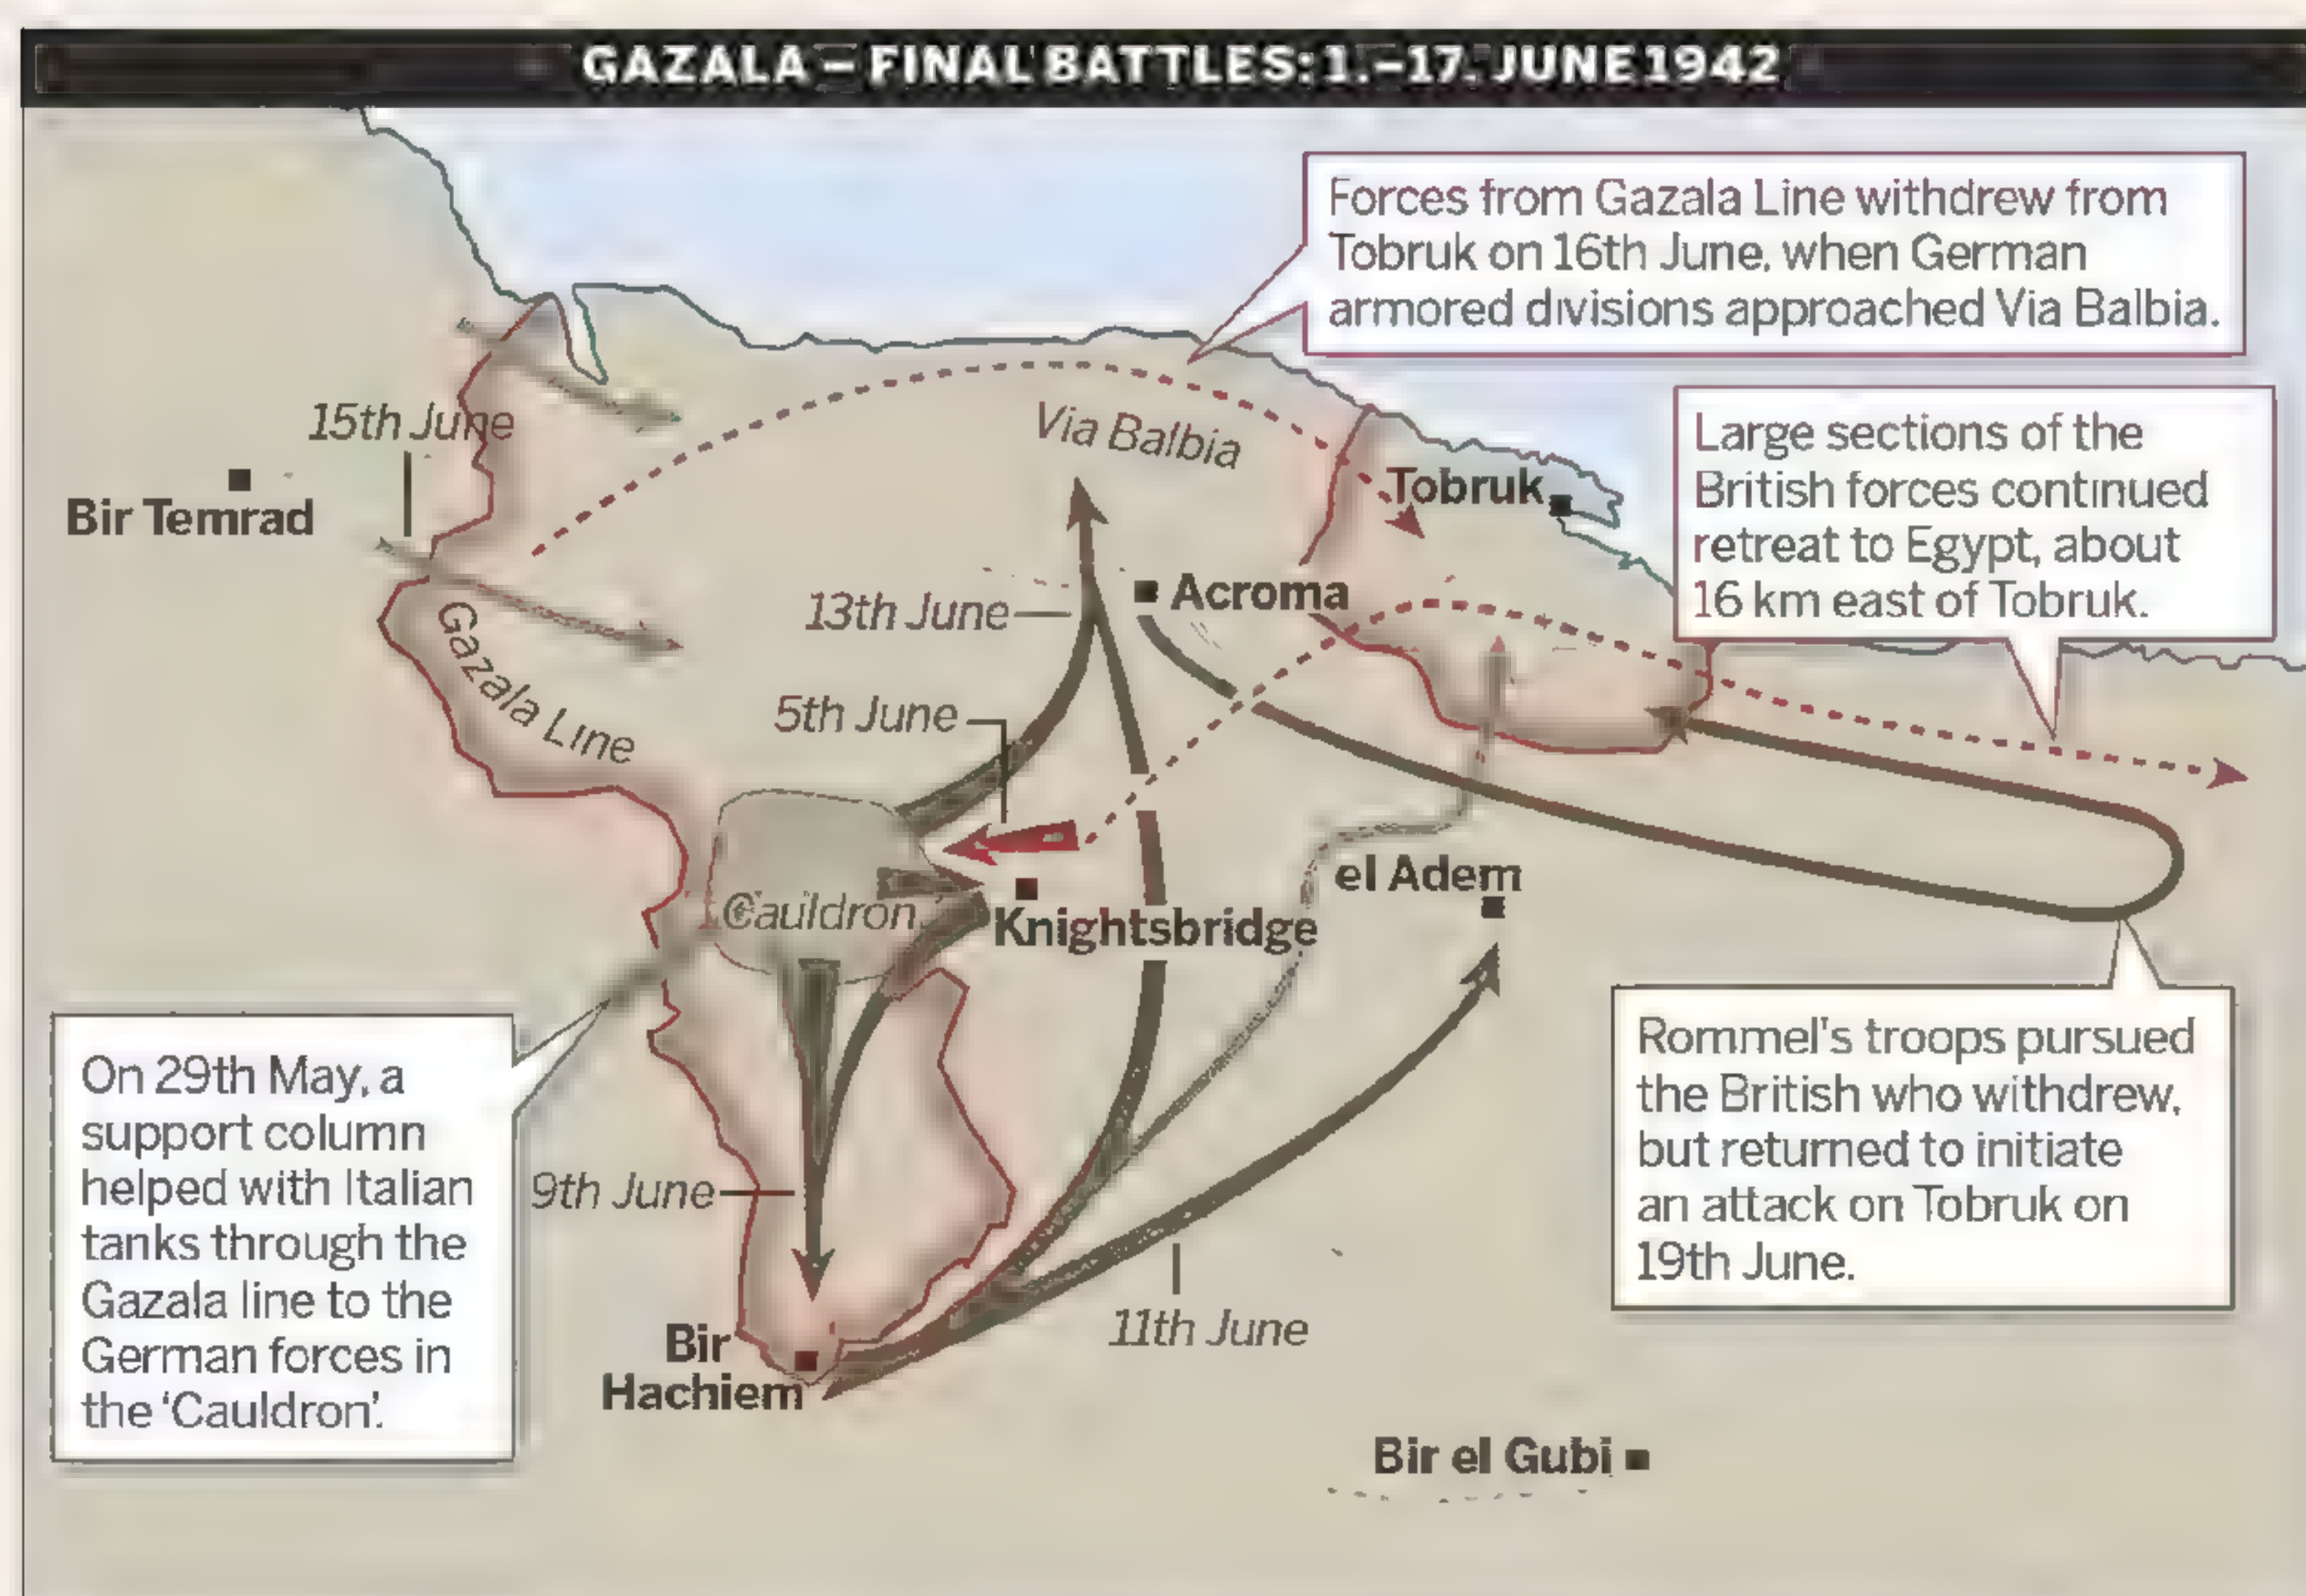 GAZALA – FINAL BATTLES: 1.–17. JUNE 1942
Forces from Gazala Line withdrew from
Tobruk on 16th June, when German
armored divisions approached Via Balbia.
Large sections of the
British forces continued
retreat to Egypt, about
16 km east of Tobruk.
15th June
Via Balbia
Bir Temrad
Tobruk
Acroma
13th June
Gazala Line
5th June
el Adem
Cauldron
Knightsbridge
On 29th May, a
support column
helped with Italian
tanks through the
Gazala line to the
German forces in
the ‘Cauldron’.
Rommel's troops pursued
the British who withdrew,
but returned to initiate
an attack on Tobruk on
19th June.
9th June
11th June
Bir
Hachiem
Bir el Gubi